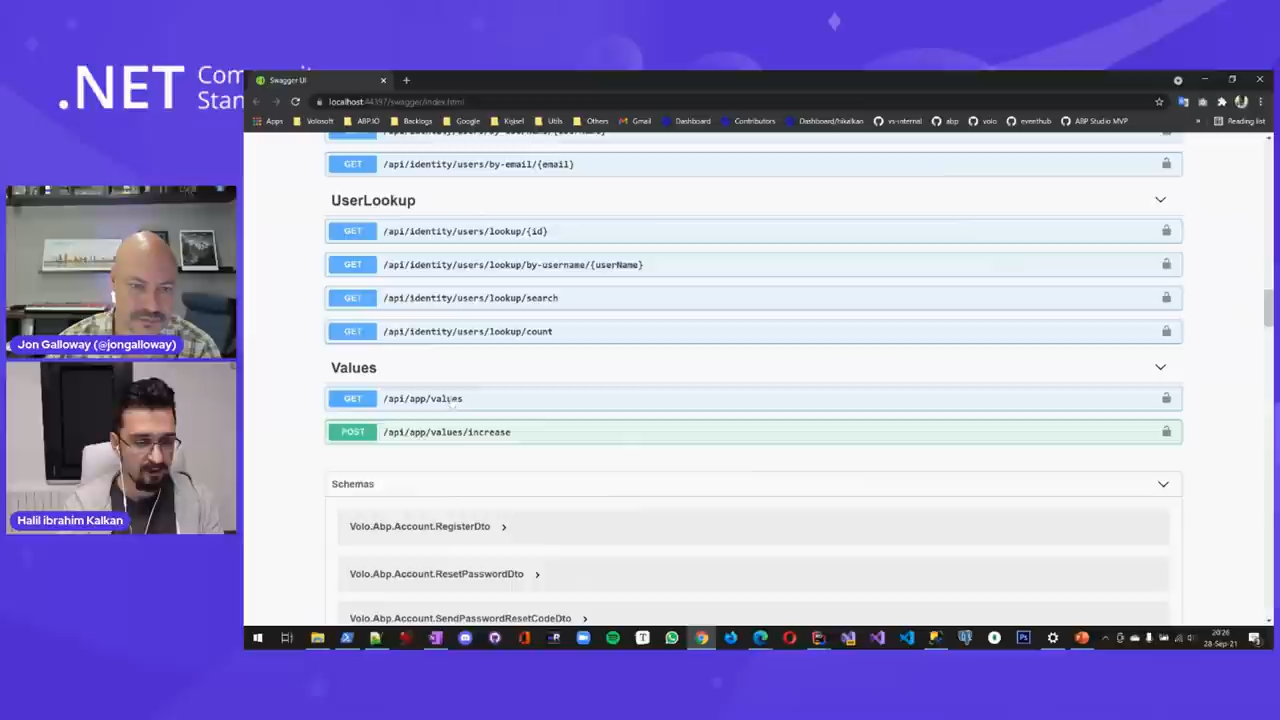 .NET Com
Stan
Swagger UI
localhost:44397/swagger/index.html
Apps Volosoft ABP.IO Backlogs Google Kişisel Utils Others Gmail Dashboard Contributors Dashboard/hikalkan vs-internal abp volo eventhub ABP Studio MVP » Reading list
GET /api/identity/users/by-email/{email}
UserLookup
GET /api/identity/users/lookup/{id}
GET /api/identity/users/lookup/by-username/{userName}
GET /api/identity/users/lookup/search
GET /api/identity/users/lookup/count
Values
GET /api/app/values
POST /api/app/values/increase
Schemas
Volo.Abp.Account.RegisterDto
Volo.Abp.Account.ResetPasswordDto
Volo.Abp.Account.SendPasswordResetCodeDto
Jon Galloway (@jongalloway)
Halil ibrahim Kalkan
20:26
28-Sep-21